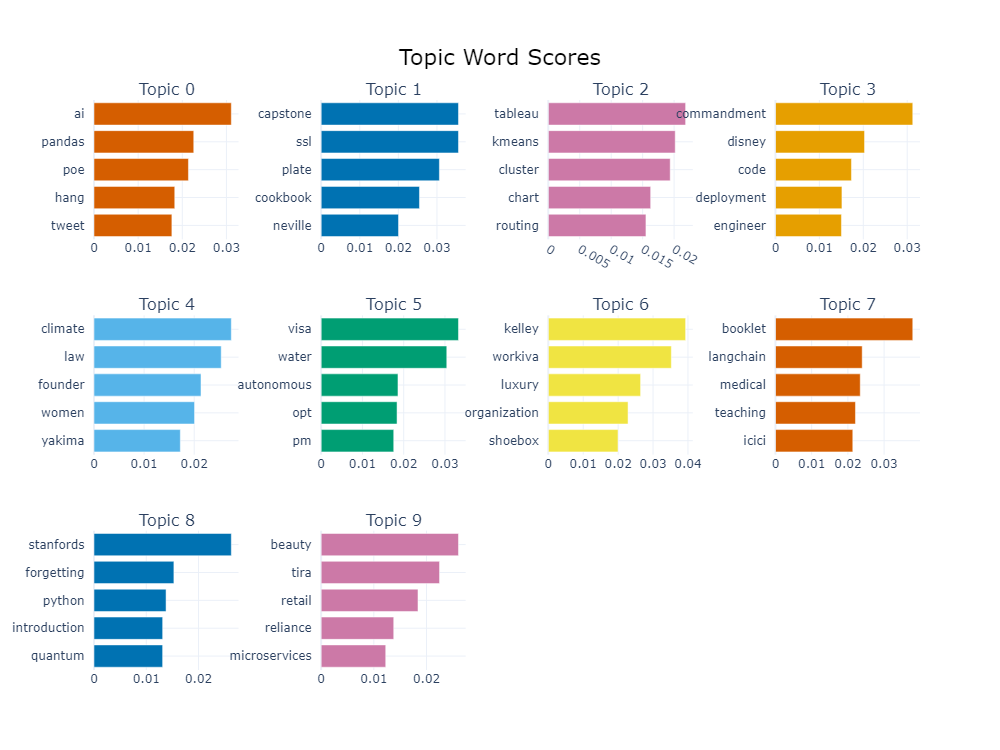 Topic Word Scores
Topic 0
ai
pandas
poe
hang
tweet
0 0.01 0.02 0.03
Topic 1
capstone
ssl
plate
cookbook
neville
0 0.01 0.02 0.03
Topic 2
tableau
kmeans
cluster
chart
routing
0 0.005 0.01 0.015 0.02
Topic 3
commandment
disney
code
deployment
engineer
0 0.01 0.02 0.03
Topic 4
climate
law
founder
women
yakima
0 0.01 0.02
Topic 5
visa
water
autonomous
opt
pm
0 0.01 0.02 0.03
Topic 6
kelley
workiva
luxury
organization
shoebox
0 0.01 0.02 0.03 0.04
Topic 7
booklet
langchain
medical
teaching
icici
0 0.01 0.02 0.03
Topic 8
stanfords
forgetting
python
introduction
quantum
0 0.01 0.02
Topic 9
beauty
tira
retail
reliance
microservices
0 0.01 0.02